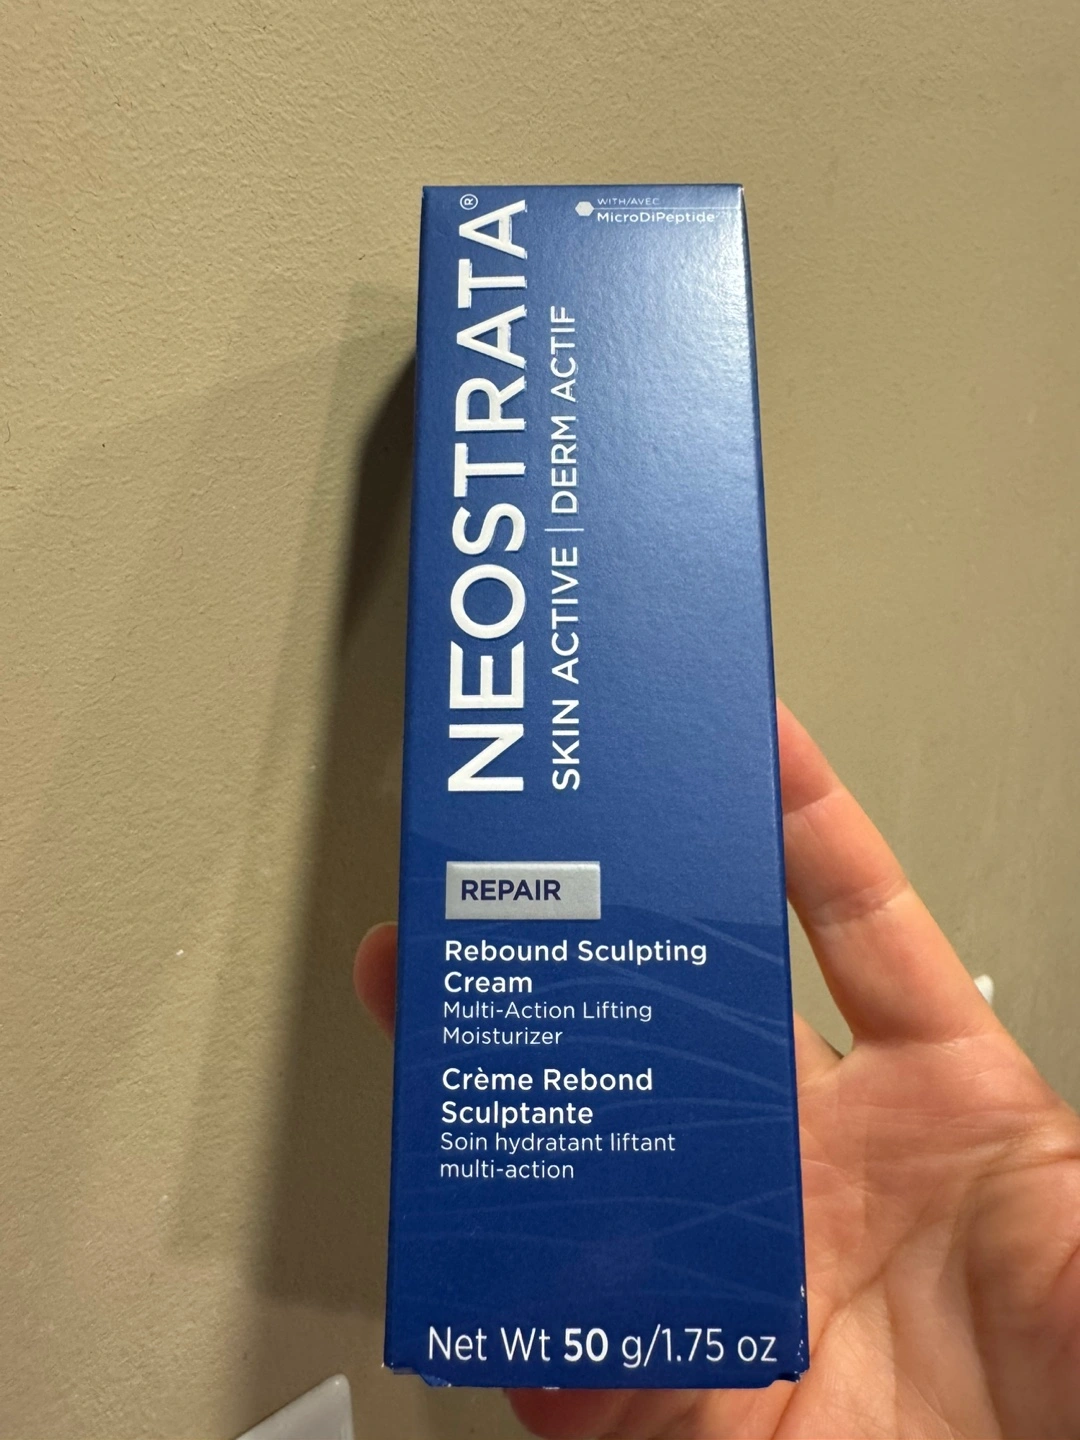 NEOSTRATA®
SKIN ACTIVE | DERM ACTIF
WITH/AVEC
MicroDiPeptide
REPAIR
Rebound Sculpting
Cream
Multi-Action Lifting
Moisturizer
Crème Rebond
Sculptante
Soin hydratant liftant
multi-action
Net Wt 50 g/1.75 oz